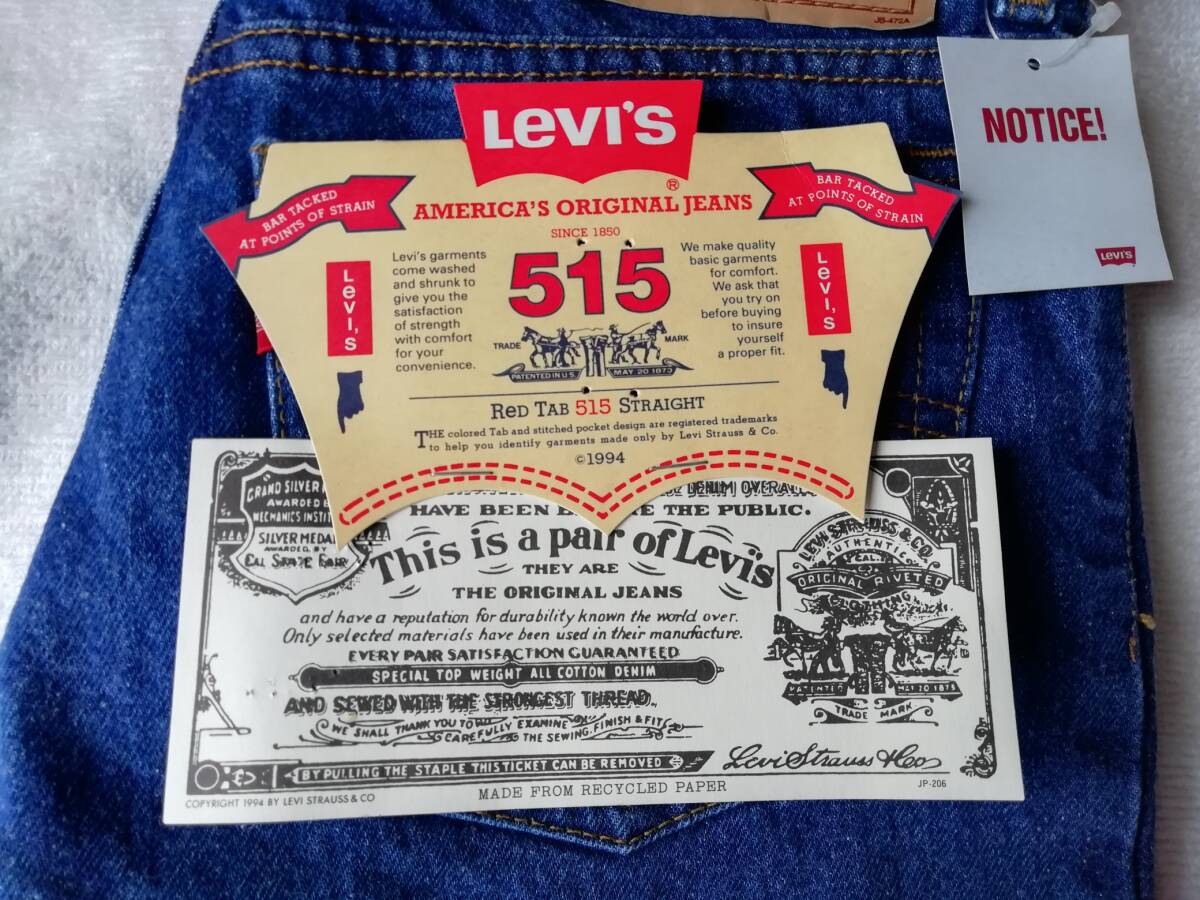 JB-472A
LEVI'S
®
BAR TACKED
AT POINTS OF STRAIN
AMERICA'S ORIGINAL JEANS
SINCE 1850
BAR TACKED
AT POINTS OF STRAIN
Levi's garments
come washed
and shrunk to
give you the
satisfaction
of strength
with comfort
for your
convenience.
515
We make quality
basic garments
for comfort.
We ask that
you try on
before buying
to insure
yourself
a proper fit.
LEVI'S
LEVI'S
TRADE MARK
PATENTED IN U.S. MAY 20 1873
RED TAB 515 STRAIGHT
THE colored Tab and stitched pocket design are registered trademarks
to help you identify garments made only by Levi Strauss & Co.
©1994
NOTICE!
LEVI'S
GRAND SILVER
AWARDED B
MECHANICS INSTI
SILVER MEDAL
AWARDED BY
CAL STATE FAIR
DENIM OVERALL
HAVE BEEN THE PUBLIC.
This is a pair of Levi's
THEY ARE
THE ORIGINAL JEANS
and have a reputation for durability known the world over.
Only selected materials have been used in their manufacture.
EVERY PAIR SATISFACTION GUARANTEED
SPECIAL TOP WEIGHT ALL COTTON DENIM
AND SEWED WITH THE STRONGEST THREAD.
WE SHALL THANK YOU TO CAREFULLY EXAMINE THE SEWING, FINISH & FIT
BY PULLING THE STAPLE THIS TICKET CAN BE REMOVED
LEVI STRAUSS & CO.
AUTHENTIC
CAL.
ORIGINAL RIVETED
CLOTHING
PATENTED MAY 20 1873
TRADE MARK
Levi Strauss & Co
COPYRIGHT 1994 BY LEVI STRAUSS & CO
MADE FROM RECYCLED PAPER
JP-206